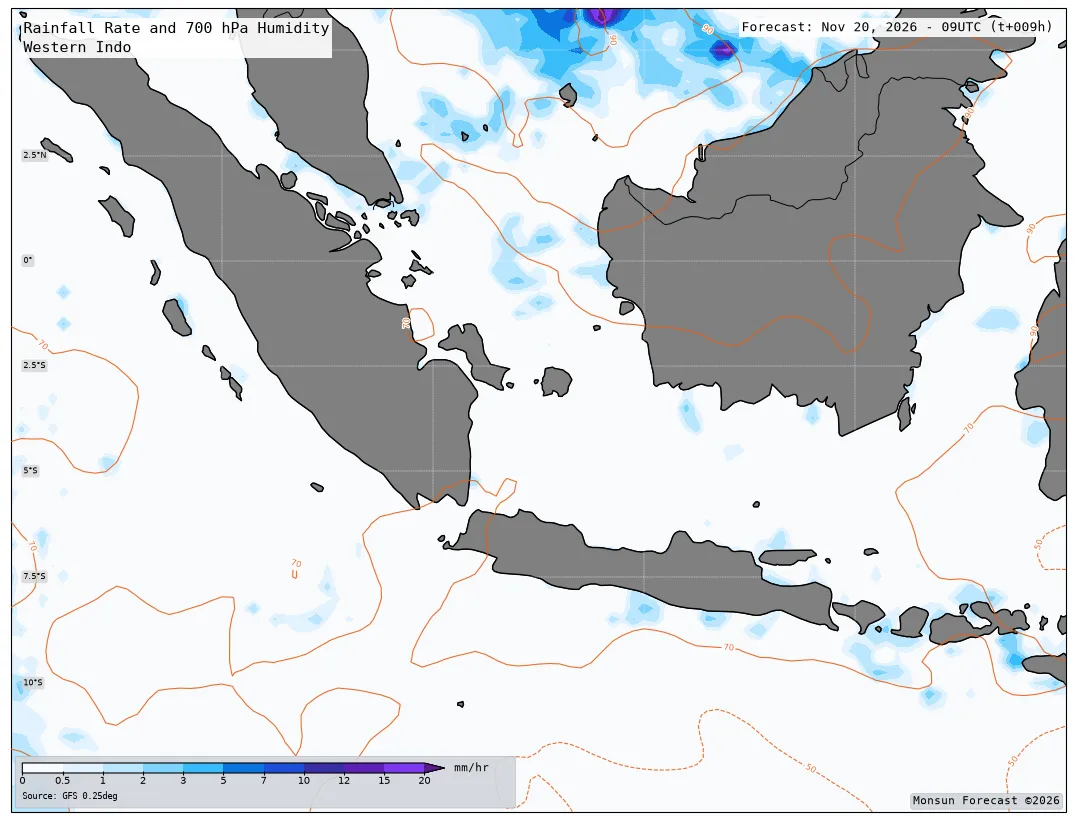 Rainfall Rate and 700 hPa Humidity
Western Indo
Forecast: Nov 20, 2026 - 09UTC (t+009h)
90
90
90
2.5°N
90
0°
70
90
70
2.5°S
70
5°S
70
50
70
7.5°S
70
10°S
50
50
0 0.5 1 2 3 5 7 10 12 15 20 mm/hr
Source: GFS 0.25deg
Monsun Forecast ©2026